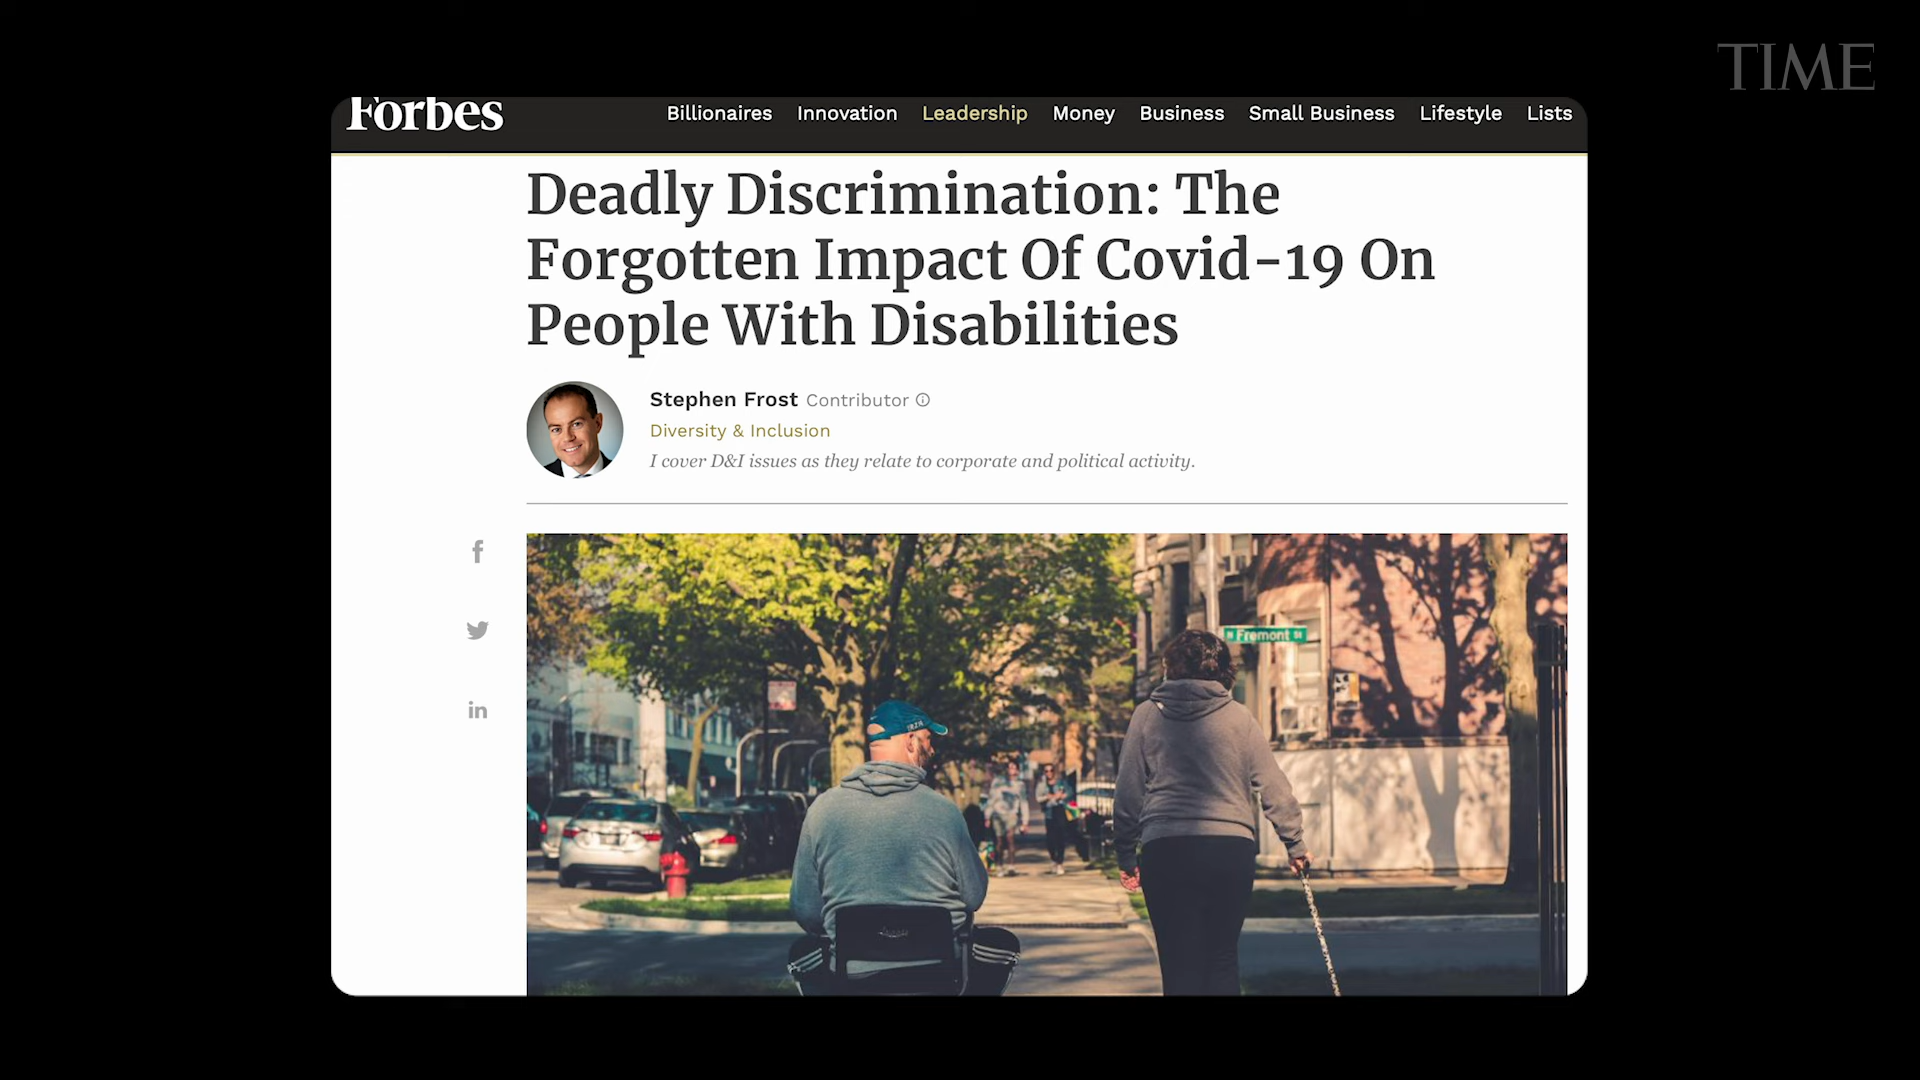 TIME
Forbes
Billionaires Innovation Leadership Money Business Small Business Lifestyle Lists
Deadly Discrimination: The
Forgotten Impact Of Covid-19 On
People With Disabilities
Stephen Frost Contributor
Diversity & Inclusion
I cover D&I issues as they relate to corporate and political activity.
N Fremont St